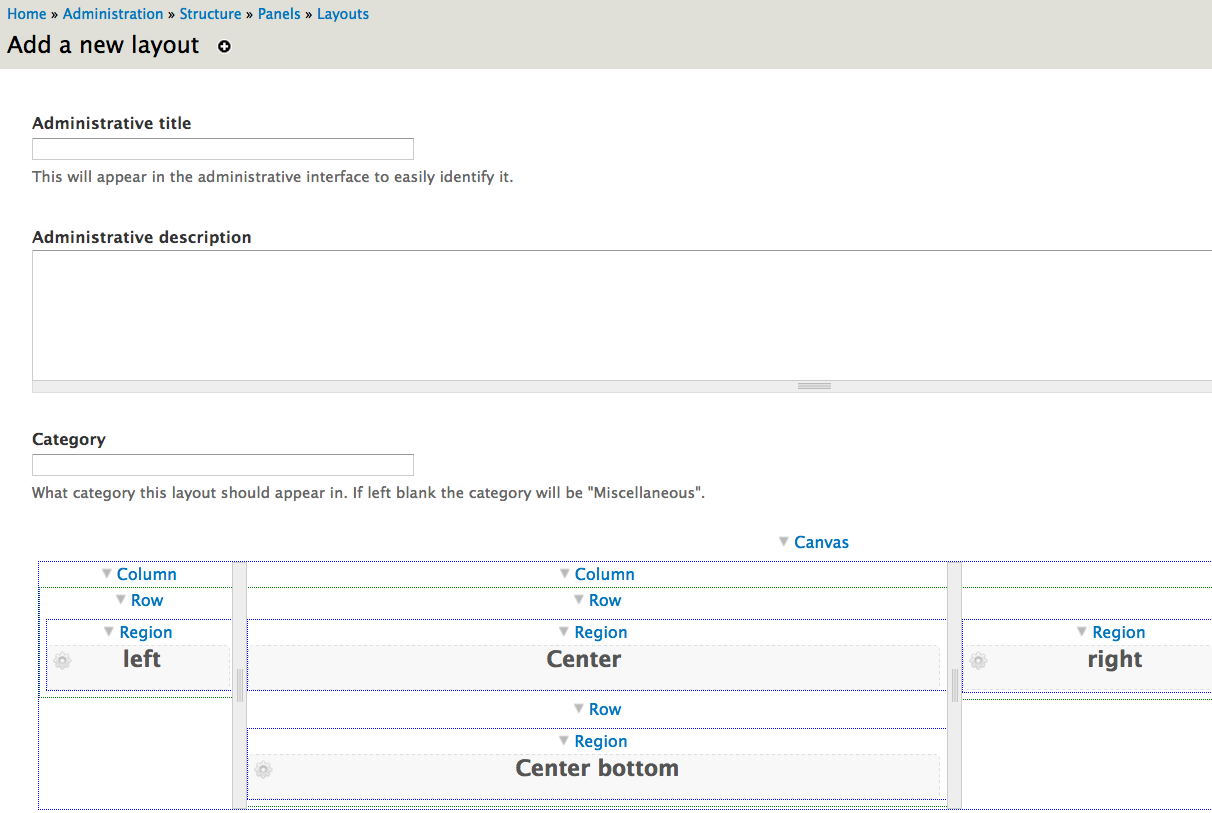 Home » Administration » Structure » Panels » Layouts
Add a new layout
Administrative title
This will appear in the administrative interface to easily identify it.
Administrative description
Category
What category this layout should appear in. If left blank the category will be "Miscellaneous".
Canvas
Column Column
Row Row
Region Region Region
left Center right
Row
Region
Center bottom